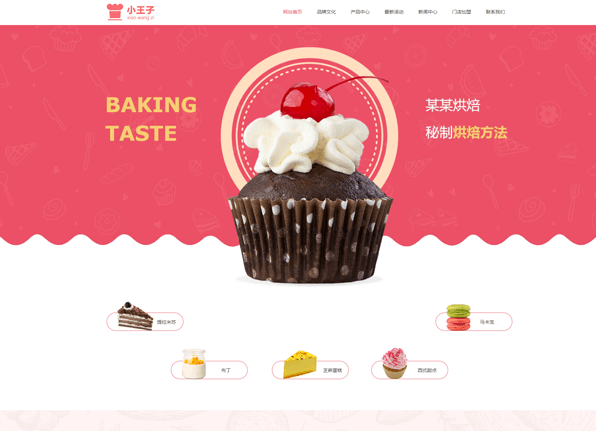 小王子
xiao wang zi
网站首页 品牌文化 产品中心 最新活动 新闻中心 门店加盟 联系我们
BAKING
TASTE
某某烘焙
秘制烘焙方法
提拉米苏
马卡龙
布丁
芝麻蛋糕
西式甜点